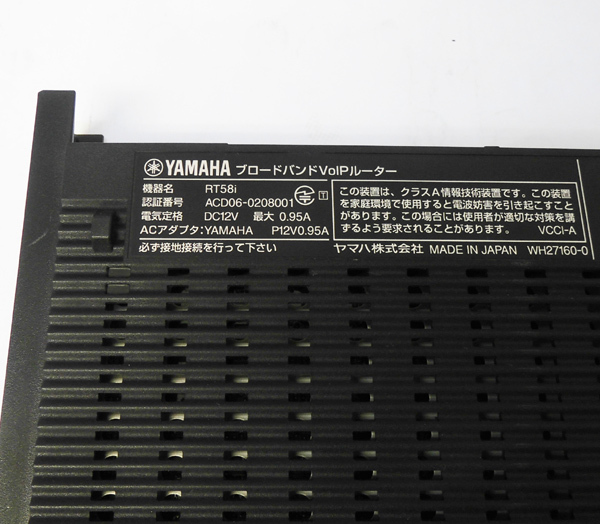 YAMAHA ブロードバンドVoIPルーター
機器名 RT58i
認証番号 ACD06-0208001 T
電気定格 DC12V 最大 0.95A
ACアダプタ:YAMAHA P12V0.95A
必ず接地接続を行って下さい
この装置は、クラスA情報技術装置です。この装置
を家庭環境で使用すると電波妨害を引き起こすこと
があります。この場合には使用者が適切な対策を講
ずるよう要求されることがあります。 VCCI-A
ヤマハ株式会社 MADE IN JAPAN WH27160-0